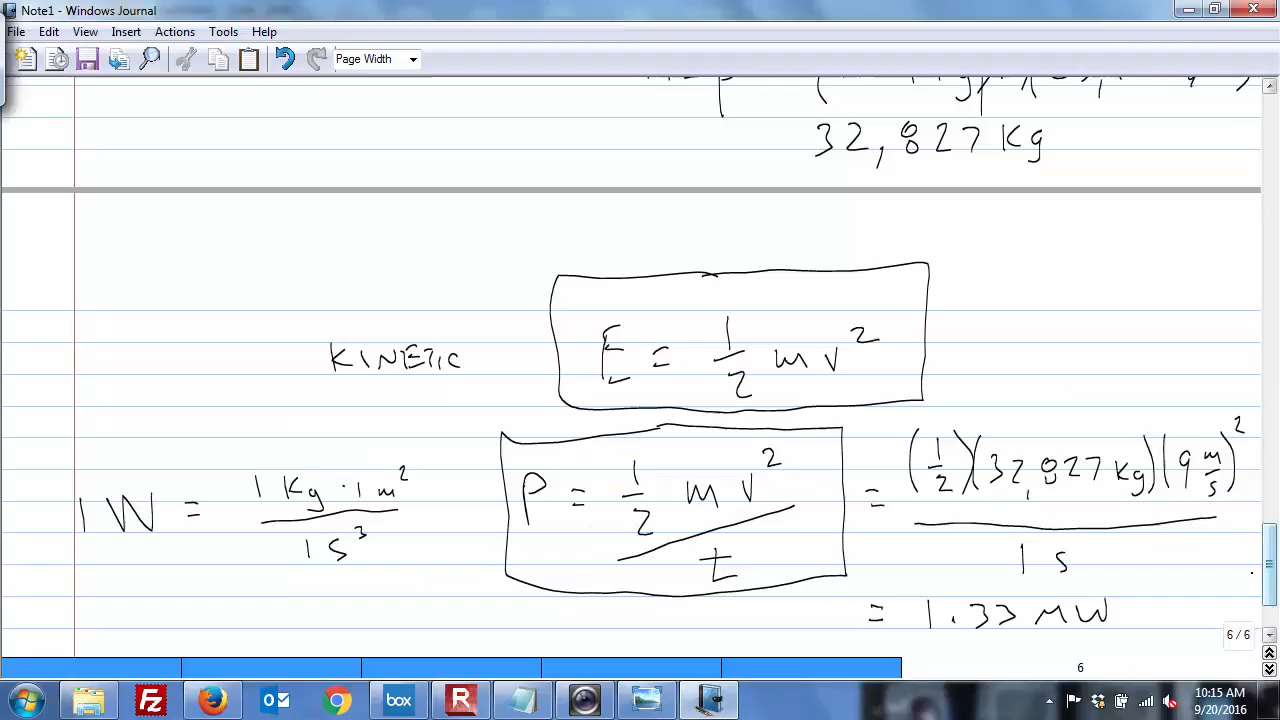 Note1 - Windows Journal
File Edit View Insert Actions Tools Help
Page Width
32,827 Kg
KINETIC E = 1/2 m v²
1 W = 1 Kg · 1 m² / 1 s³ P = 1/2 m v² / t = (1/2)(32,827 kg)(9 m/s)² / 1 s
= 1.33 MW
6 / 6
6
box R
10:15 AM
9/20/2016